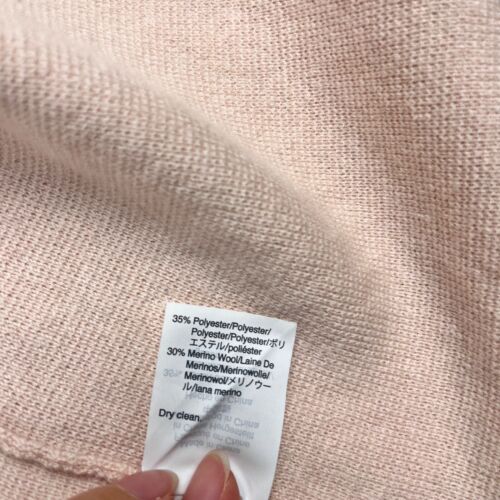 35% Polyester/Polyester/
Polyester/Polyester/ポリ
エステル/poliéster
30% Merino Wool/Laine De
Merinos/Merinowolle/
Merinowol/メリノウー
ル/lana merino
Dry clean.